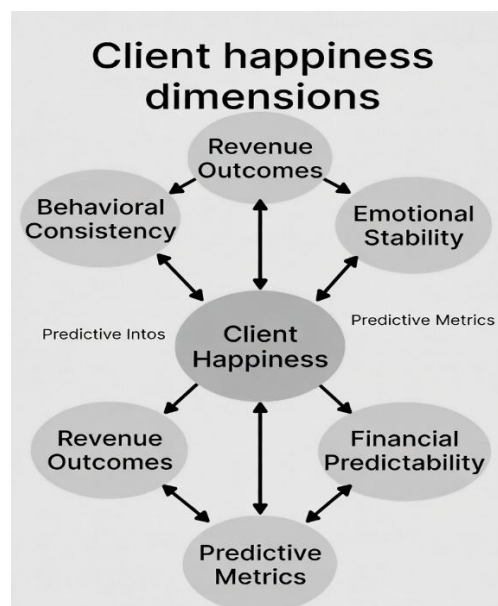 Client happiness
dimensions
Revenue
Outcomes
Behavioral
Consistency
Emotional
Stability
Predictive Intos
Predictive Metrics
Client
Happiness
Revenue
Outcomes
Financial
Predictability
Predictive
Metrics